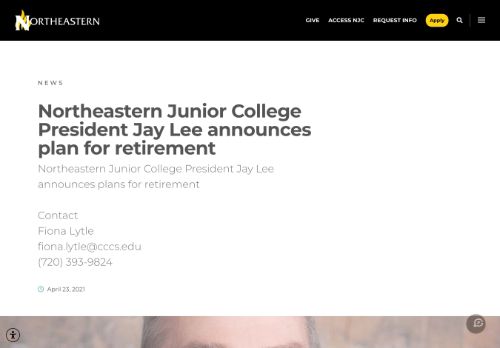 NORTHEASTERN
GIVE ACCESS NJC REQUEST INFO Apply
NEWS
Northeastern Junior College
President Jay Lee announces
plan for retirement
Northeastern Junior College President Jay Lee
announces plans for retirement
Contact
Fiona Lytle
fiona.lytle@cccs.edu
(720) 393-9824
April 23, 2021